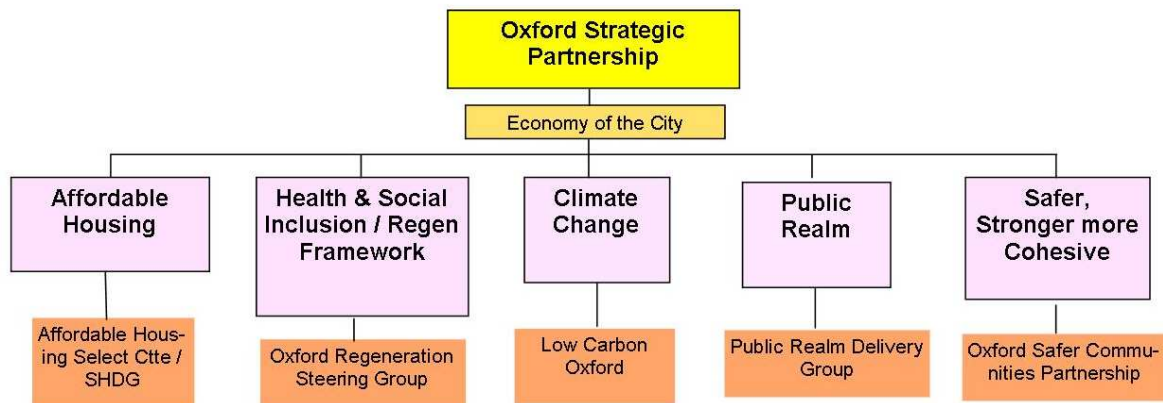 Oxford Strategic
Partnership
Economy of the City
Affordable
Housing
Health & Social
Inclusion / Regen
Framework
Climate
Change
Public
Realm
Safer,
Stronger more
Cohesive
Affordable Hous-
ing Select Ctte /
SHDG
Oxford Regeneration
Steering Group
Low Carbon
Oxford
Public Realm Delivery
Group
Oxford Safer Commu-
nities Partnership